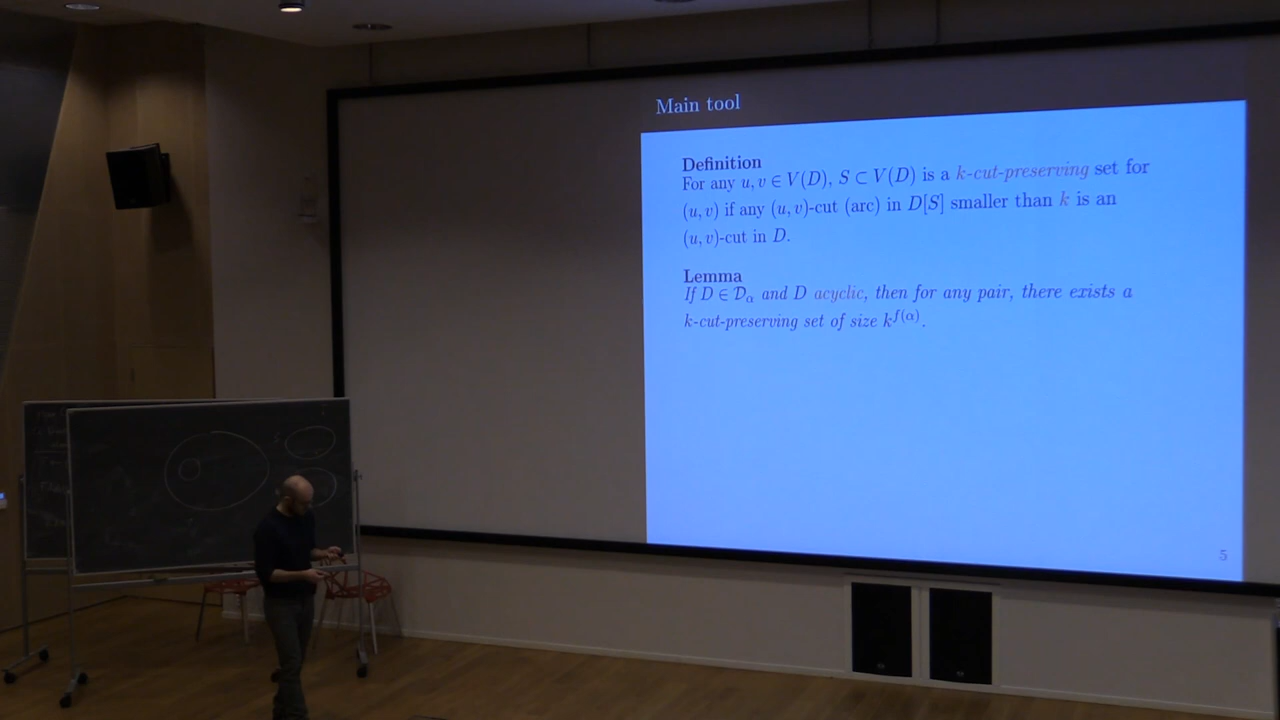 Main tool
Definition
For any u, v ∈ V(D), S ⊂ V(D) is a k-cut-preserving set for
(u, v) if any (u, v)-cut (arc) in D[S] smaller than k is an
(u, v)-cut in D.
Lemma
If D ∈ 𝒟_α and D acyclic, then for any pair, there exists a
k-cut-preserving set of size k^{f(α)}.
5